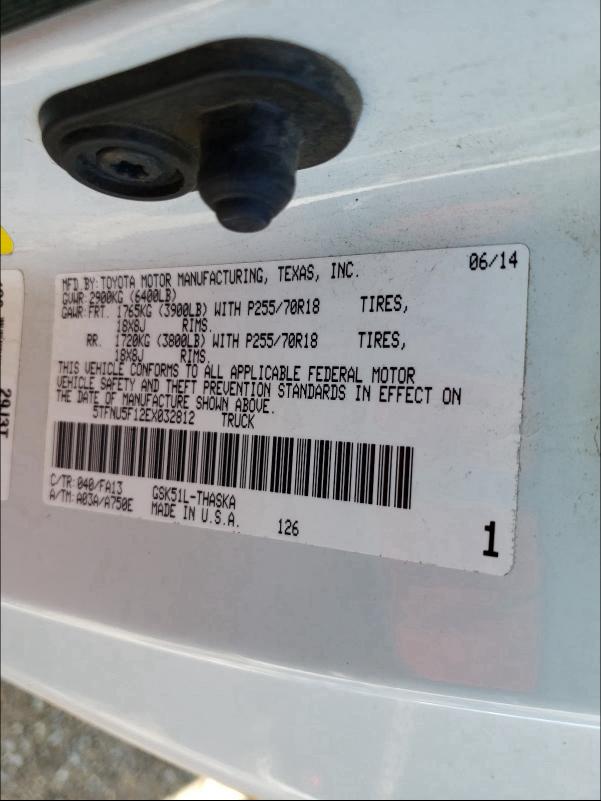 MFD.BY:TOYOTA MOTOR MANUFACTURING, TEXAS, INC. 06/14
GVWR:2900KG (6400LB)
GAWR:FRT. 1765KG (3900LB) WITH P255/70R18 TIRES,
18X8J RIMS.
RR. 1720KG (3800LB) WITH P255/70R18 TIRES,
18X8J RIMS.
THIS VEHICLE CONFORMS TO ALL APPLICABLE FEDERAL MOTOR
VEHICLE SAFETY AND THEFT PREVENTION STANDARDS IN EFFECT ON
THE DATE OF MANUFACTURE SHOWN ABOVE.
5TFNU5F12EX032812 TRUCK
C/TR:040/FA13 GSK51L-THASKA
A/TM:A03A/A750E MADE IN U.S.A. 126
1